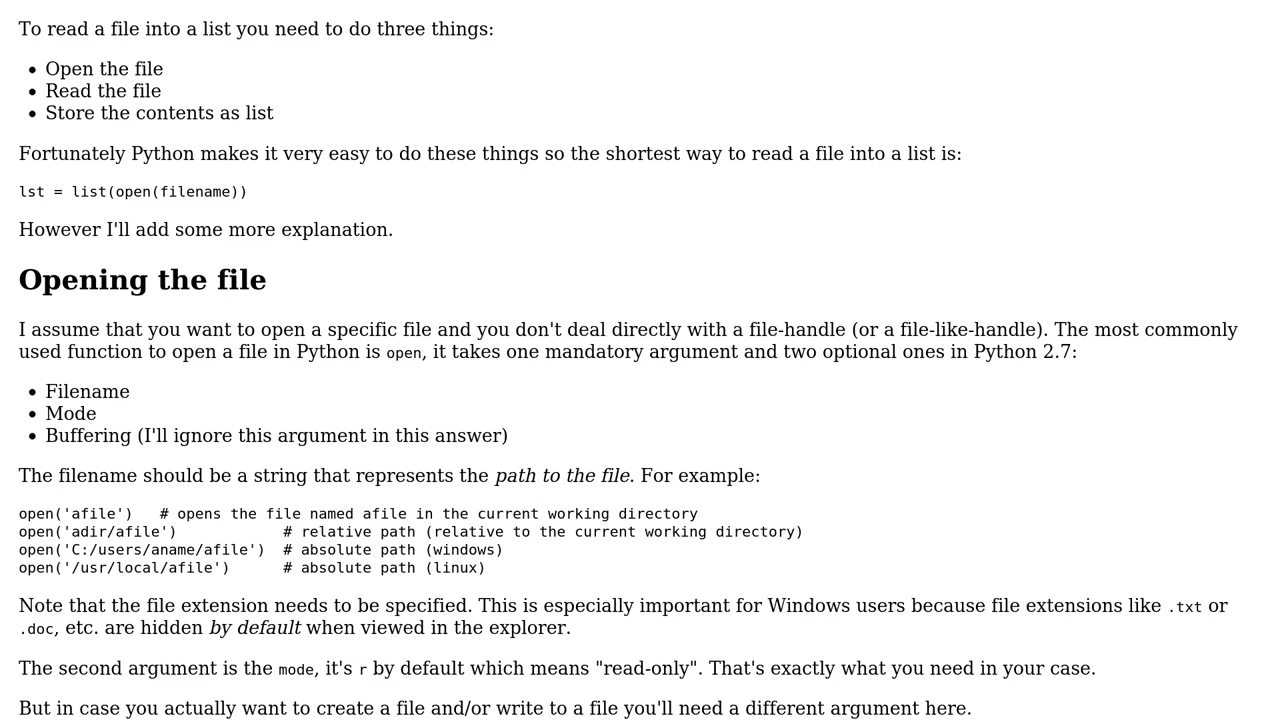 To read a file into a list you need to do three things:
• Open the file
• Read the file
• Store the contents as list
Fortunately Python makes it very easy to do these things so the shortest way to read a file into a list is:
lst = list(open(filename))
However I'll add some more explanation.
Opening the file
I assume that you want to open a specific file and you don't deal directly with a file-handle (or a file-like-handle). The most commonly
used function to open a file in Python is open, it takes one mandatory argument and two optional ones in Python 2.7:
• Filename
• Mode
• Buffering (I'll ignore this argument in this answer)
The filename should be a string that represents the path to the file. For example:
open('afile')   # opens the file named afile in the current working directory
open('adir/afile')            # relative path (relative to the current working directory)
open('C:/users/aname/afile')  # absolute path (windows)
open('/usr/local/afile')      # absolute path (linux)
Note that the file extension needs to be specified. This is especially important for Windows users because file extensions like .txt or
.doc, etc. are hidden by default when viewed in the explorer.
The second argument is the mode, it's r by default which means "read-only". That's exactly what you need in your case.
But in case you actually want to create a file and/or write to a file you'll need a different argument here.